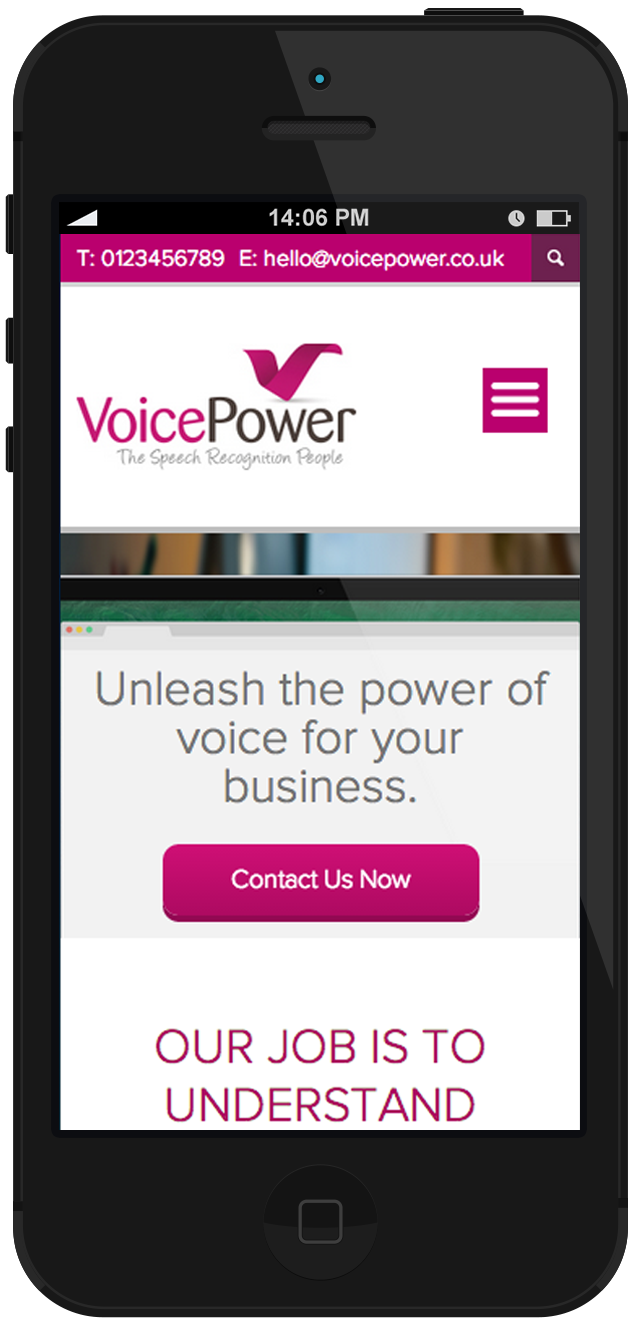 14:06 PM
T: 0123456789 E: hello@voicepower.co.uk
VoicePower
The Speech Recognition People
Unleash the power of
voice for your
business.
Contact Us Now
OUR JOB IS TO
UNDERSTAND